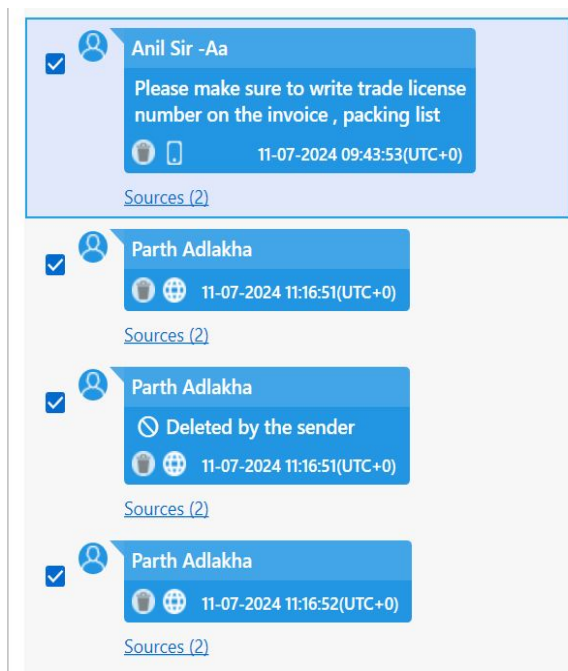 Anil Sir -Aa
Please make sure to write trade license
number on the invoice , packing list
11-07-2024 09:43:53(UTC+0)
Sources (2)
Parth Adlakha
11-07-2024 11:16:51(UTC+0)
Sources (2)
Parth Adlakha
Deleted by the sender
11-07-2024 11:16:51(UTC+0)
Sources (2)
Parth Adlakha
11-07-2024 11:16:52(UTC+0)
Sources (2)